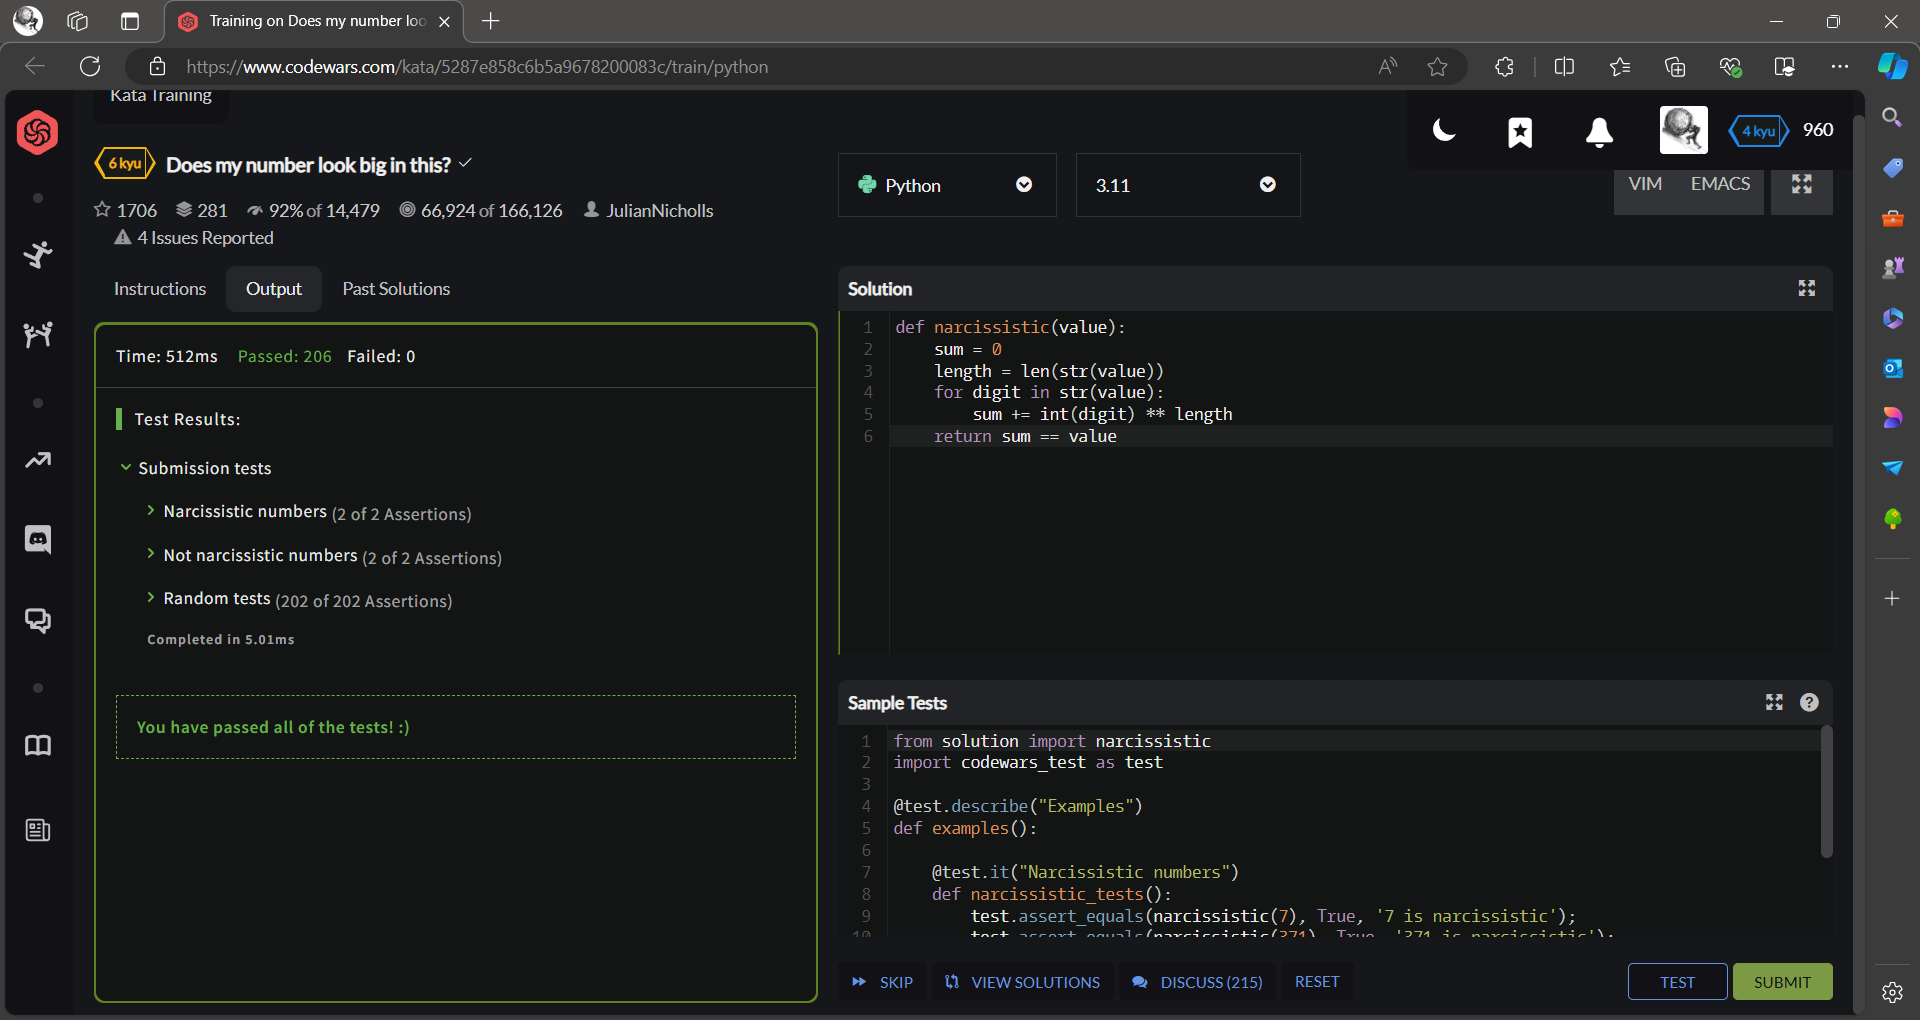 Training on Does my number loo
https://www.codewars.com/kata/5287e858c6b5a9678200083c/train/python
Kata Training
4 kyu
960
6 kyu
Does my number look big in this?
1706
281
92% of 14,479
66,924 of 166,126
JulianNicholls
4 Issues Reported
Python
3.11
VIM
EMACS
Instructions
Output
Past Solutions
Time: 512ms Passed: 206 Failed: 0
Test Results:
Submission tests
Narcissistic numbers (2 of 2 Assertions)
Not narcissistic numbers (2 of 2 Assertions)
Random tests (202 of 202 Assertions)
Completed in 5.01ms
You have passed all of the tests! :)
Solution
1 def narcissistic(value):
2 sum = 0
3 length = len(str(value))
4 for digit in str(value):
5 sum += int(digit) ** length
6 return sum == value
Sample Tests
?
1 from solution import narcissistic
2 import codewars_test as test
3
4 @test.describe("Examples")
5 def examples():
6
7 @test.it("Narcissistic numbers")
8 def narcissistic_tests():
9 test.assert_equals(narcissistic(7), True, '7 is narcissistic');
10 test.assert_equals(narcissistic(371), True, '371 is narcissistic');
SKIP
VIEW SOLUTIONS
DISCUSS (215)
RESET
TEST
SUBMIT